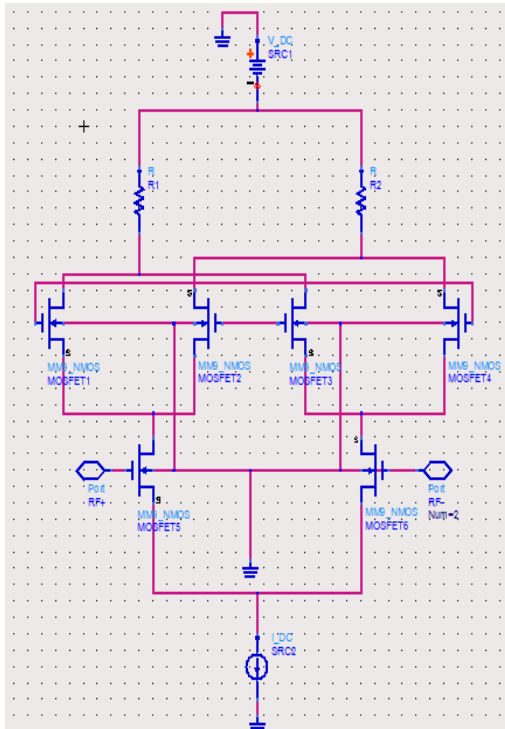 V_DC
SRC1
+
-
R
R1
R
R2
S
S
S
S
MM9_NMOS
MOSFET1
MM9_NMOS
MOSFET2
MM9_NMOS
MOSFET3
MM9_NMOS
MOSFET4
S
S
Port
RF+
MM9_NMOS
MOSFET5
MM9_NMOS
MOSFET6
Port
RF-
Num=2
I_DC
SRC2